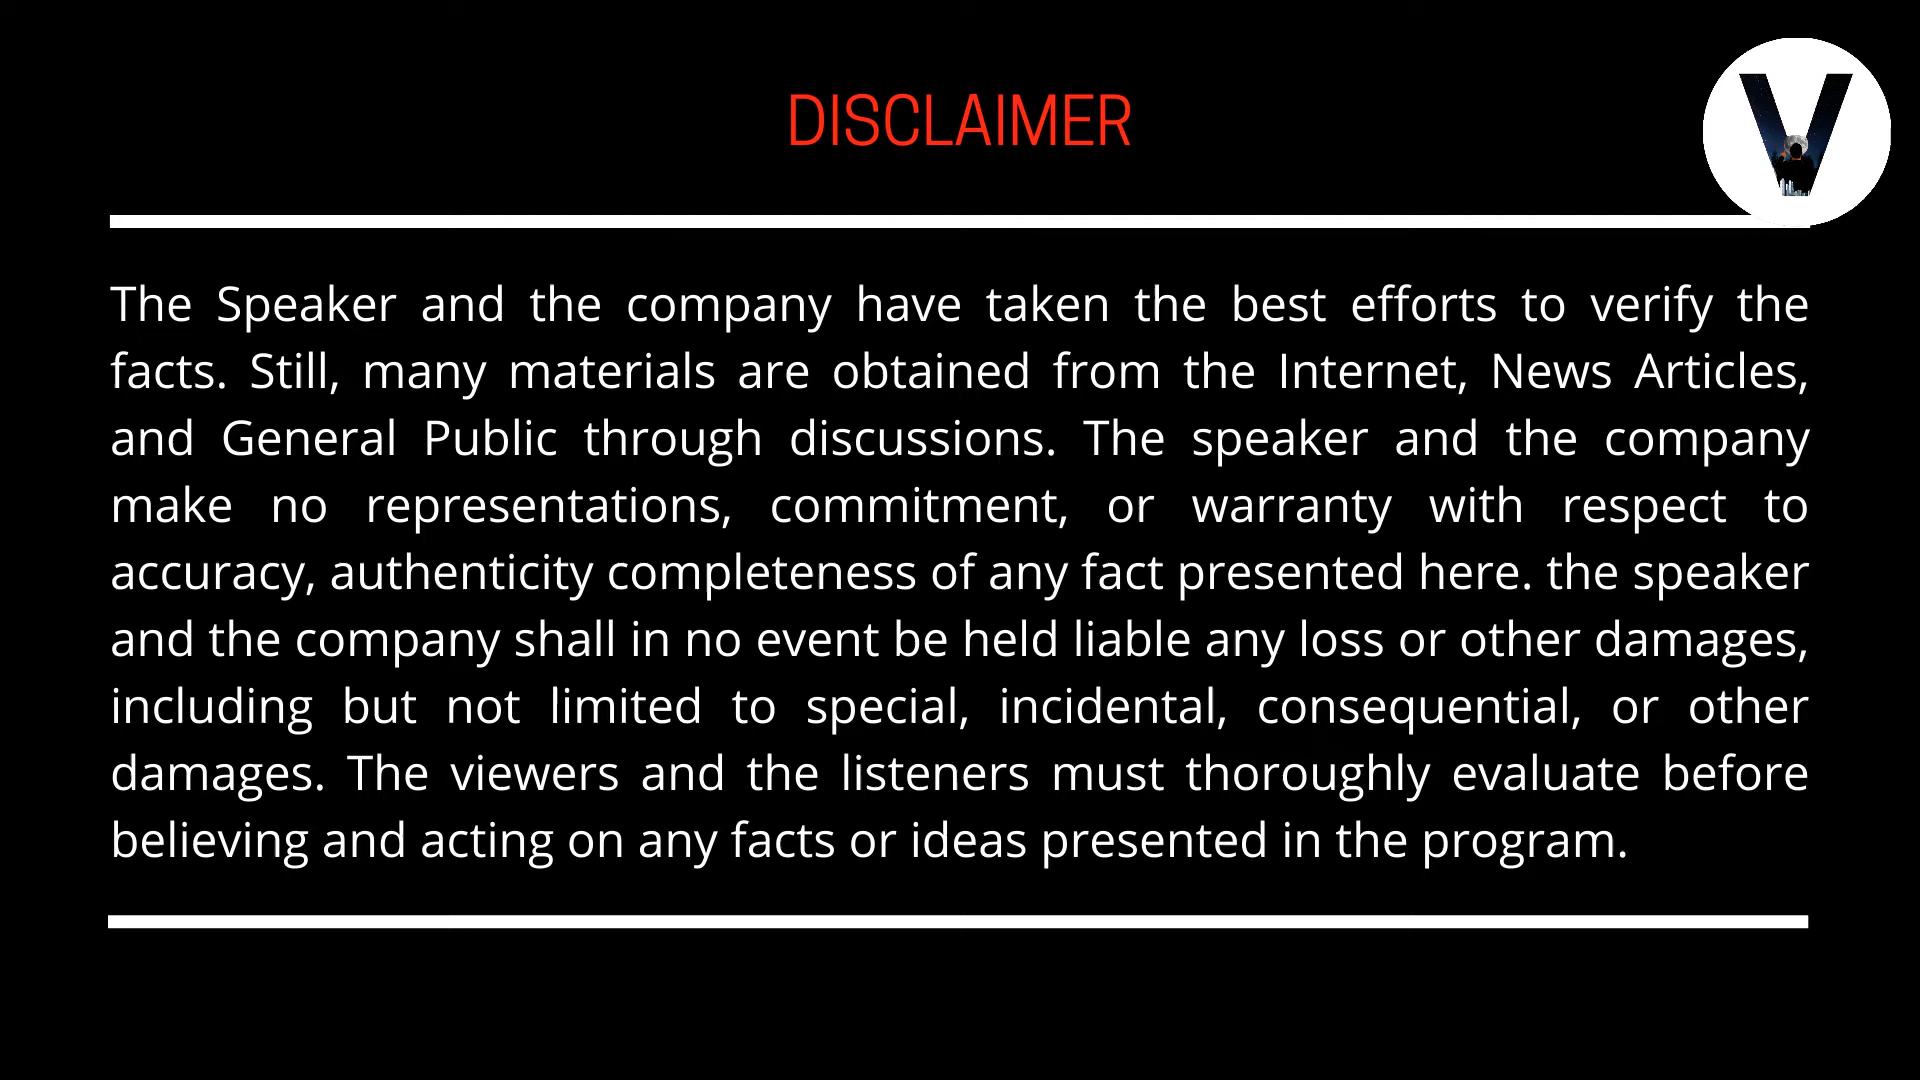 DISCLAIMER
V
The Speaker and the company have taken the best efforts to verify the
facts. Still, many materials are obtained from the Internet, News Articles,
and General Public through discussions. The speaker and the company
make no representations, commitment, or warranty with respect to
accuracy, authenticity completeness of any fact presented here. the speaker
and the company shall in no event be held liable any loss or other damages,
including but not limited to special, incidental, consequential, or other
damages. The viewers and the listeners must thoroughly evaluate before
believing and acting on any facts or ideas presented in the program.